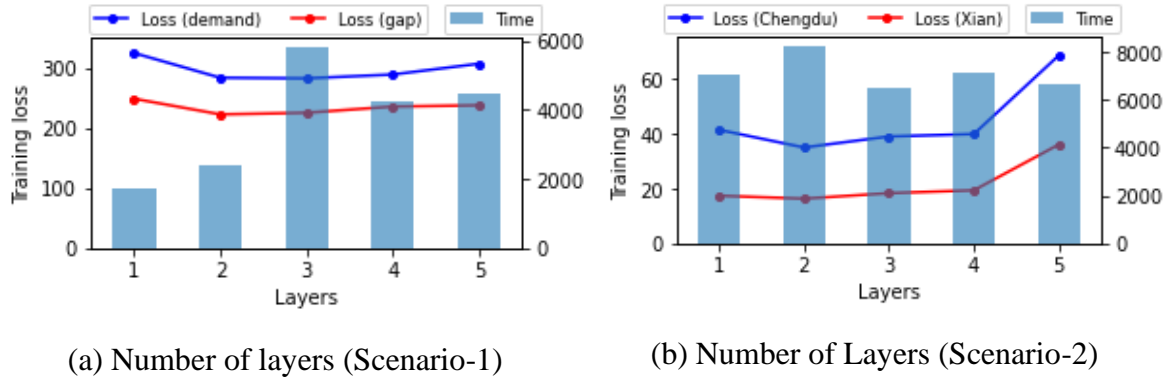 Loss (demand) Loss (gap) Time
300
200
100
0
Training loss
6000
4000
2000
0
1 2 3 4 5
Layers
(a) Number of layers (Scenario-1)
Loss (Chengdu) Loss (Xian) Time
60
40
20
0
Training loss
8000
6000
4000
2000
0
1 2 3 4 5
Layers
(b) Number of Layers (Scenario-2)